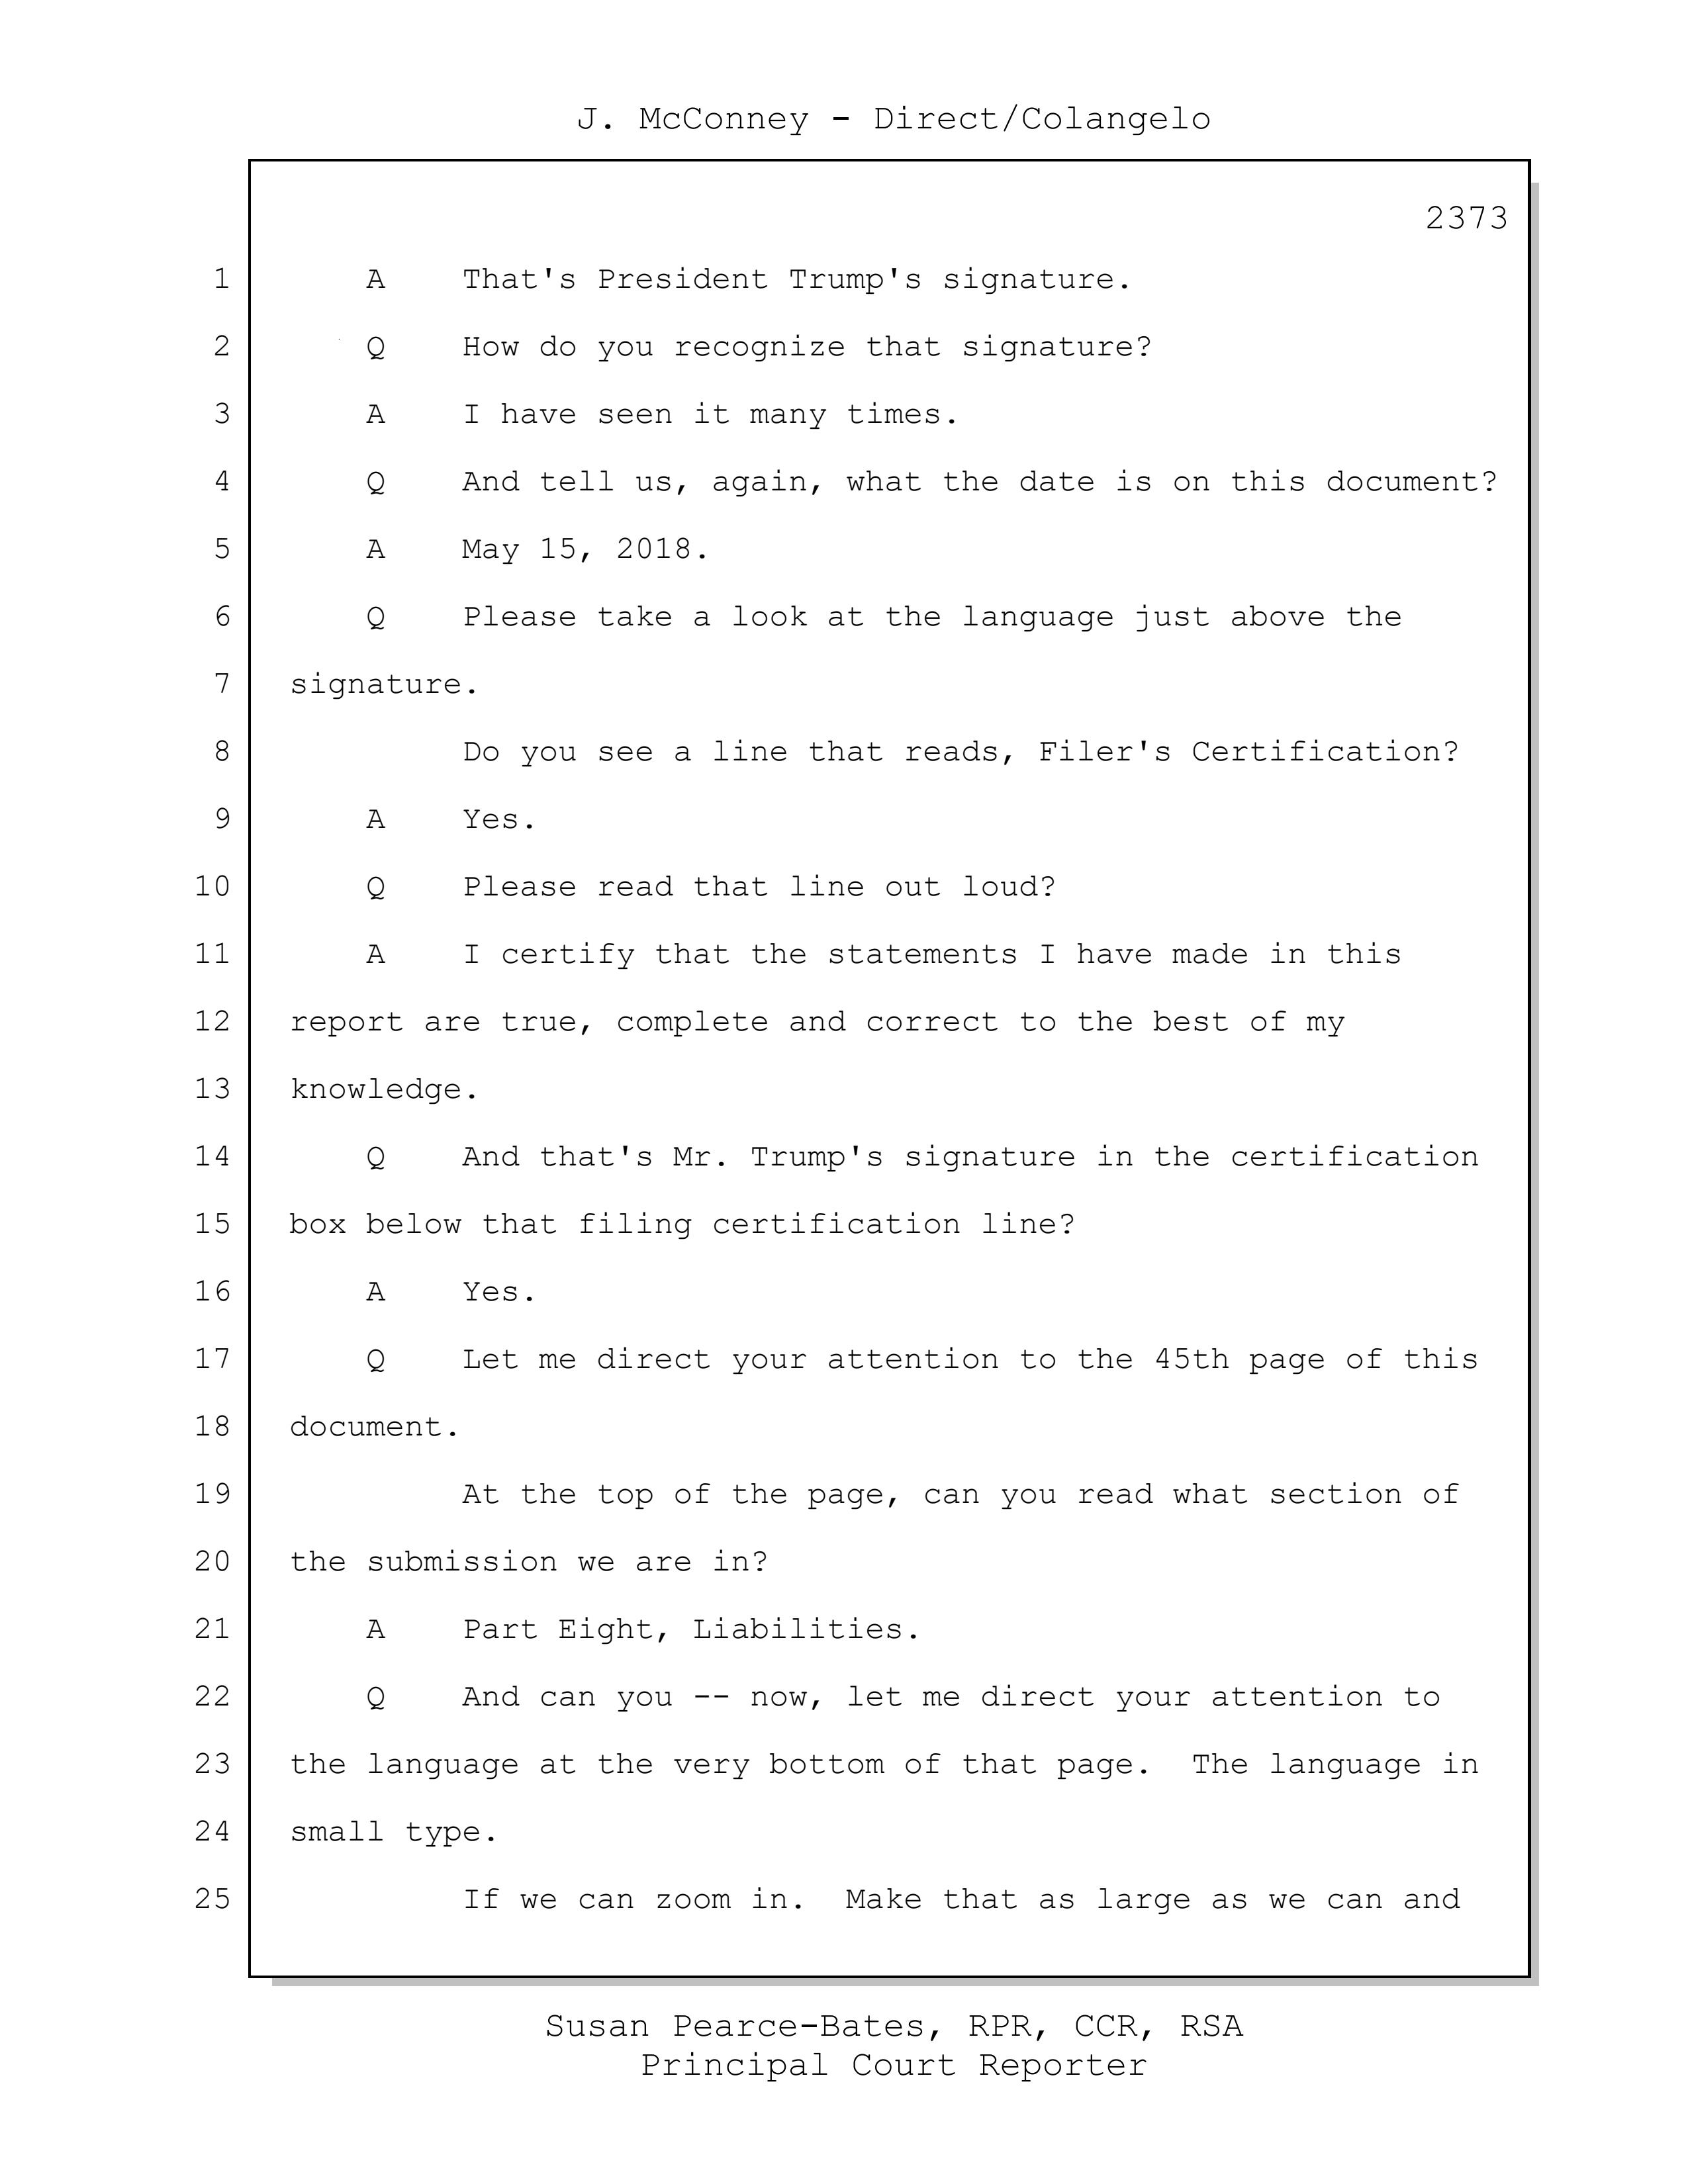 J. McConney - Direct/Colangelo
2373
1 A That's President Trump's signature.
2 Q How do you recognize that signature?
3 A I have seen it many times.
4 Q And tell us, again, what the date is on this document?
5 A May 15, 2018.
6 Q Please take a look at the language just above the
7 signature.
8 Do you see a line that reads, Filer's Certification?
9 A Yes.
10 Q Please read that line out loud?
11 A I certify that the statements I have made in this
12 report are true, complete and correct to the best of my
13 knowledge.
14 Q And that's Mr. Trump's signature in the certification
15 box below that filing certification line?
16 A Yes.
17 Q Let me direct your attention to the 45th page of this
18 document.
19 At the top of the page, can you read what section of
20 the submission we are in?
21 A Part Eight, Liabilities.
22 Q And can you -- now, let me direct your attention to
23 the language at the very bottom of that page. The language in
24 small type.
25 If we can zoom in. Make that as large as we can and
Susan Pearce-Bates, RPR, CCR, RSA
Principal Court Reporter